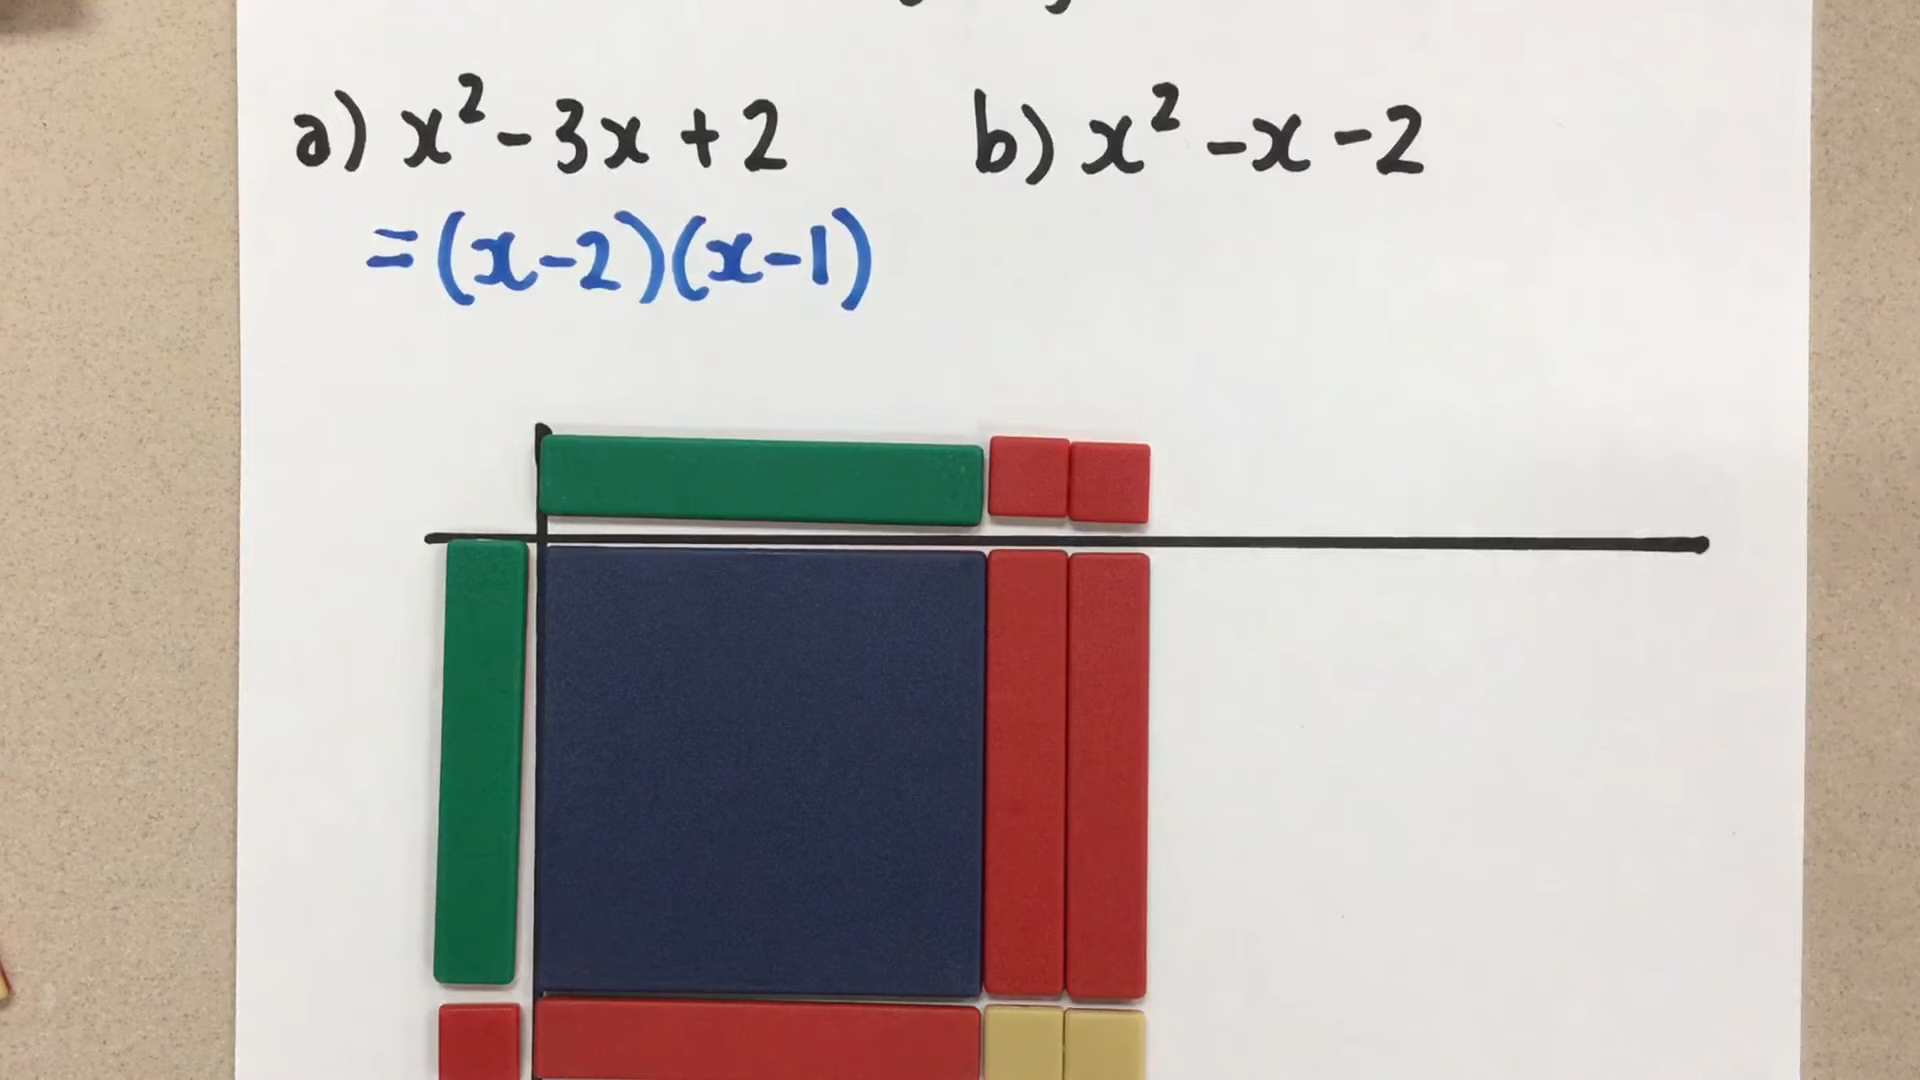 a) x² - 3x + 2
= (x-2)(x-1)
b) x² - x - 2